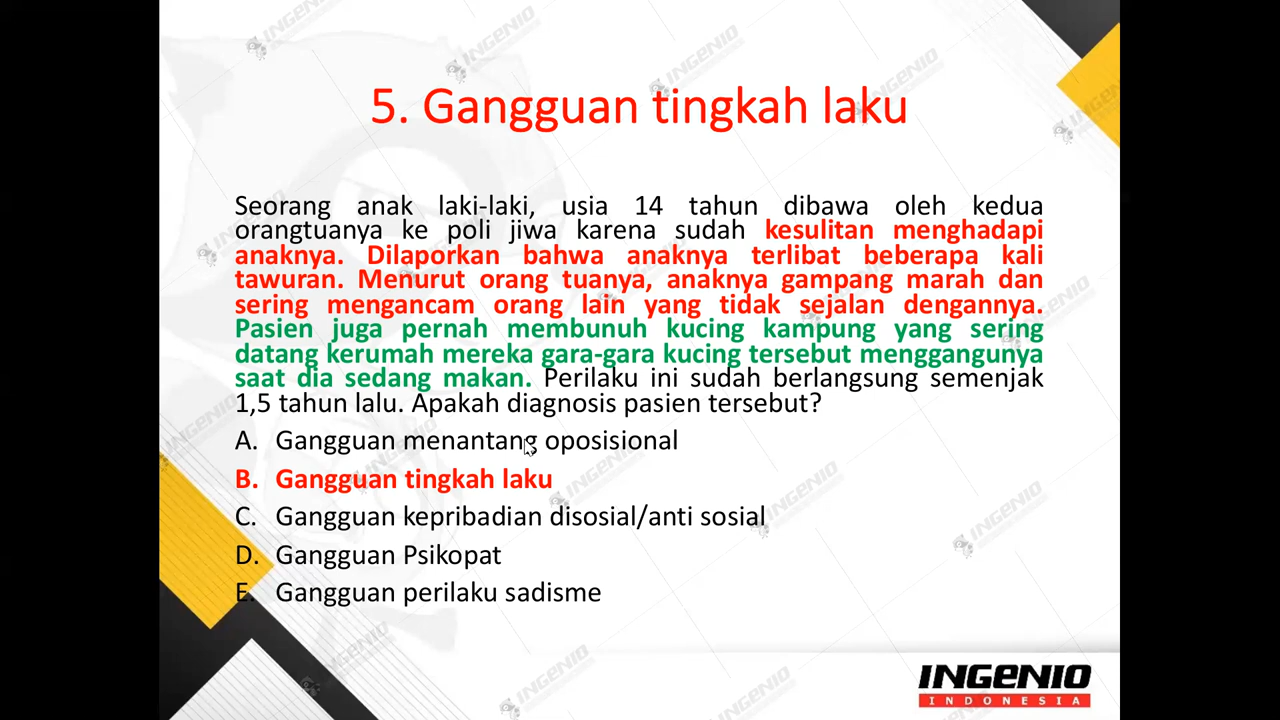 5. Gangguan tingkah laku
Seorang anak laki-laki, usia 14 tahun dibawa oleh kedua
orangtuanya ke poli jiwa karena sudah kesulitan menghadapi
anaknya. Dilaporkan bahwa anaknya terlibat beberapa kali
tawuran. Menurut orang tuanya, anaknya gampang marah dan
sering mengancam orang lain yang tidak sejalan dengannya.
Pasien juga pernah membunuh kucing kampung yang sering
datang kerumah mereka gara-gara kucing tersebut menggangunya
saat dia sedang makan. Perilaku ini sudah berlangsung semenjak
1,5 tahun lalu. Apakah diagnosis pasien tersebut?
A. Gangguan menantang oposisional
B. Gangguan tingkah laku
C. Gangguan kepribadian disosial/anti sosial
D. Gangguan Psikopat
E. Gangguan perilaku sadisme
INGENIO
INDONESIA